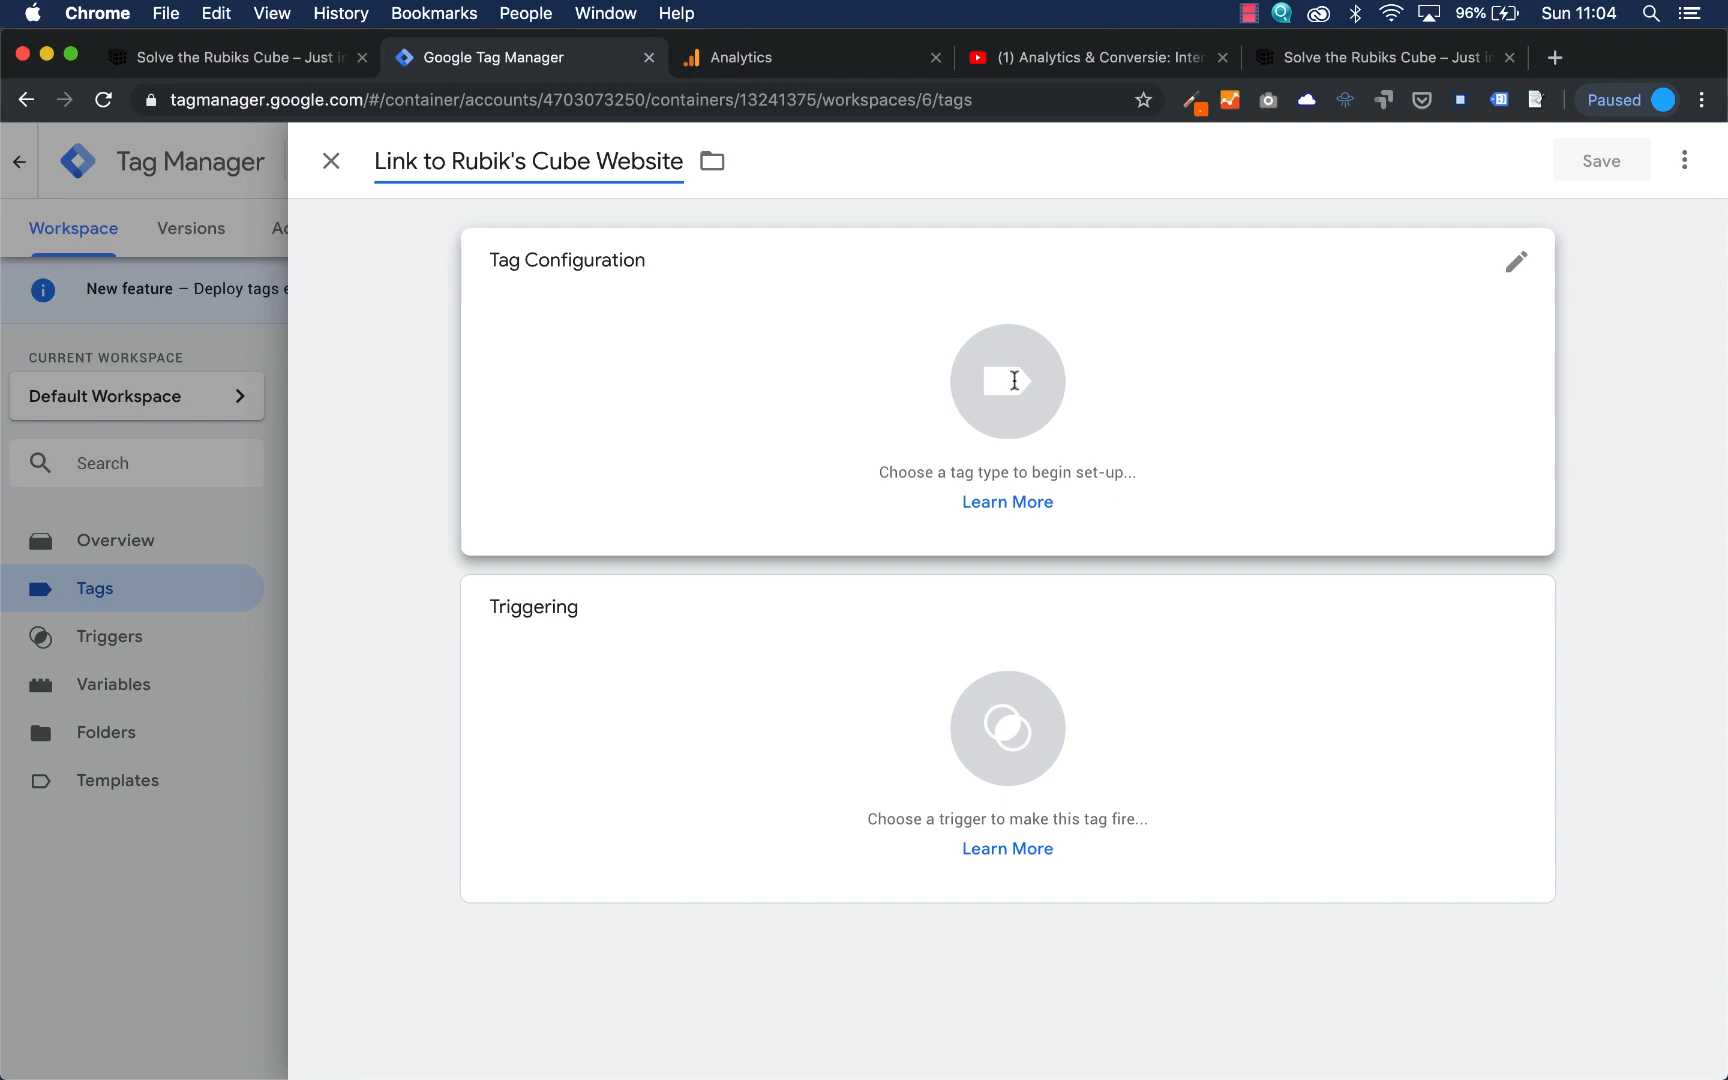 Chrome File Edit View History Bookmarks People Window Help 96% Sun 11:04
Solve the Rubiks Cube – Just in Google Tag Manager Analytics (1) Analytics & Conversie: Inter Solve the Rubiks Cube – Just in
tagmanager.google.com/#/container/accounts/4703073250/containers/13241375/workspaces/6/tags Paused
Tag Manager
Link to Rubik's Cube Website
Save
Workspace Versions
New feature – Deploy tags
CURRENT WORKSPACE
Default Workspace
Search
Overview
Tags
Triggers
Variables
Folders
Templates
Tag Configuration
Choose a tag type to begin set-up...
Learn More
Triggering
Choose a trigger to make this tag fire...
Learn More